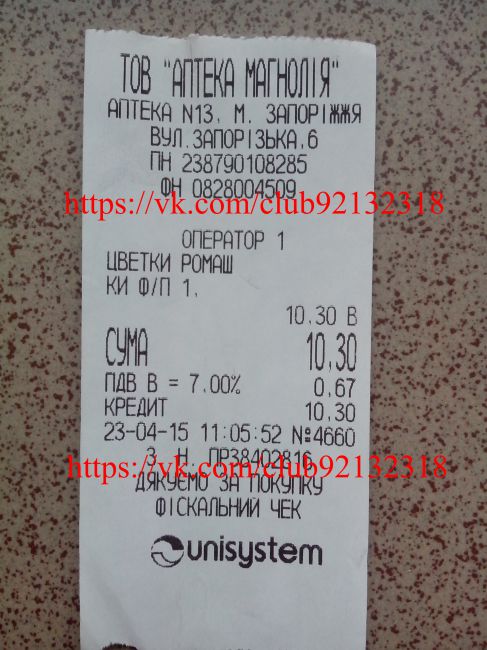 ТОВ "АПТЕКА МАГНОЛІЯ"
АПТЕКА N13, М. ЗАПОРІЖЖЯ
ВУЛ.ЗАПОРІЗЬКА,6
ПН 238790108285
ФН 0828004509
https://vk.com/club92132318
ОПЕРАТОР 1
ЦВЕТКИ РОМАШ
КИ Ф/П 1,
10,30 В
СУМА 10,30
ПДВ В = 7.00% 0,67
КРЕДИТ 10,30
23-04-15 11:05:52 №4660
З. Н. ПР38402816
https://vk.com/club92132318
ДЯКУЄМО ЗА ПОКУПКУ
ФІСКАЛЬНИЙ ЧЕК
unisystem